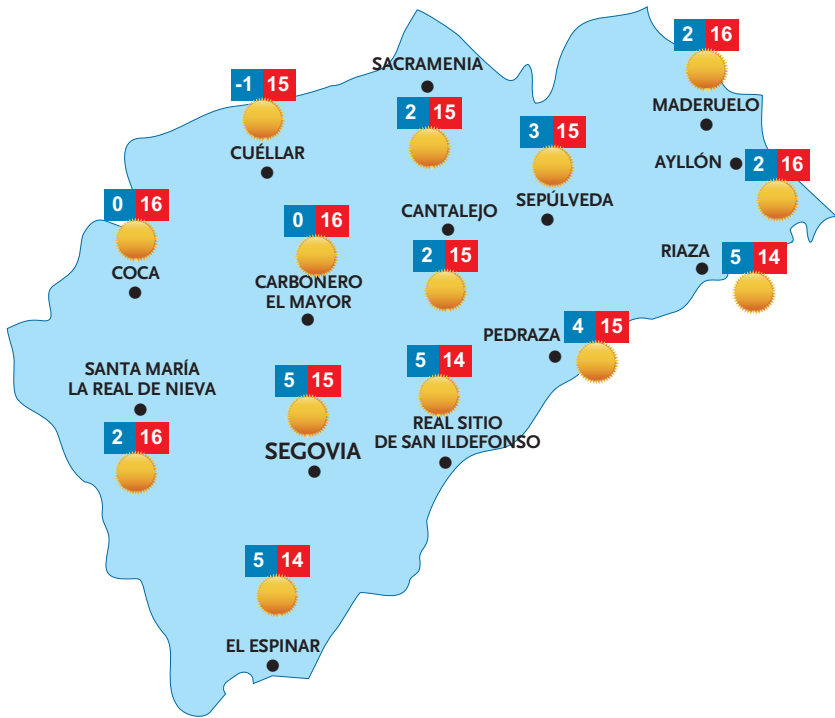 2 16
MADERUELO
SACRAMENIA
2 15
-1 15
CUÉLLAR
3 15
SEPÚLVEDA
AYLLÓN
2 16
0 16
COCA
0 16
CARBONERO
EL MAYOR
CANTALEJO
2 15
RIAZA
5 14
PEDRAZA
4 15
SANTA MARÍA
LA REAL DE NIEVA
2 16
5 15
SEGOVIA
5 14
REAL SITIO
DE SAN ILDEFONSO
5 14
EL ESPINAR